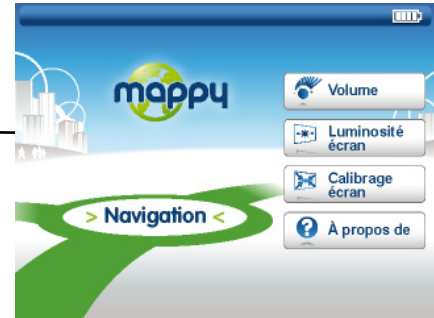 mappy
Volume
Luminosité
écran
Calibrage
écran
> Navigation <
À propos de